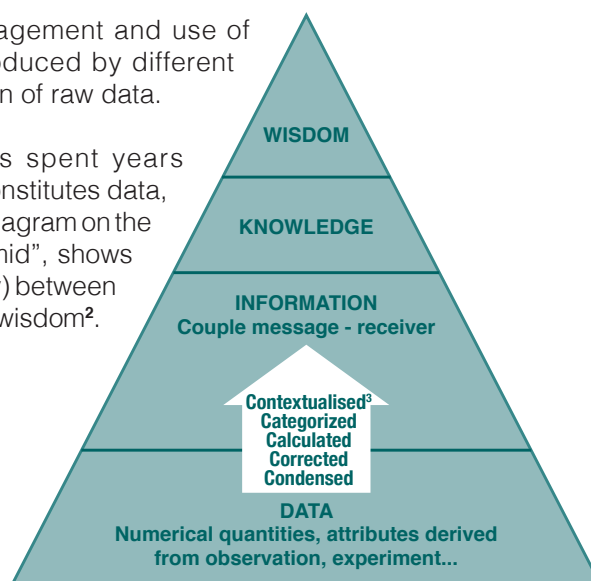 agement and use of
oduced by different
n of raw data.
s spent years
onstitutes data,
agram on the
mid”, shows
) between
wisdom².
WISDOM
KNOWLEDGE
INFORMATION
Couple message - receiver
Contextualised³
Categorized
Calculated
Corrected
Condensed
DATA
Numerical quantities, attributes derived
from observation, experiment...